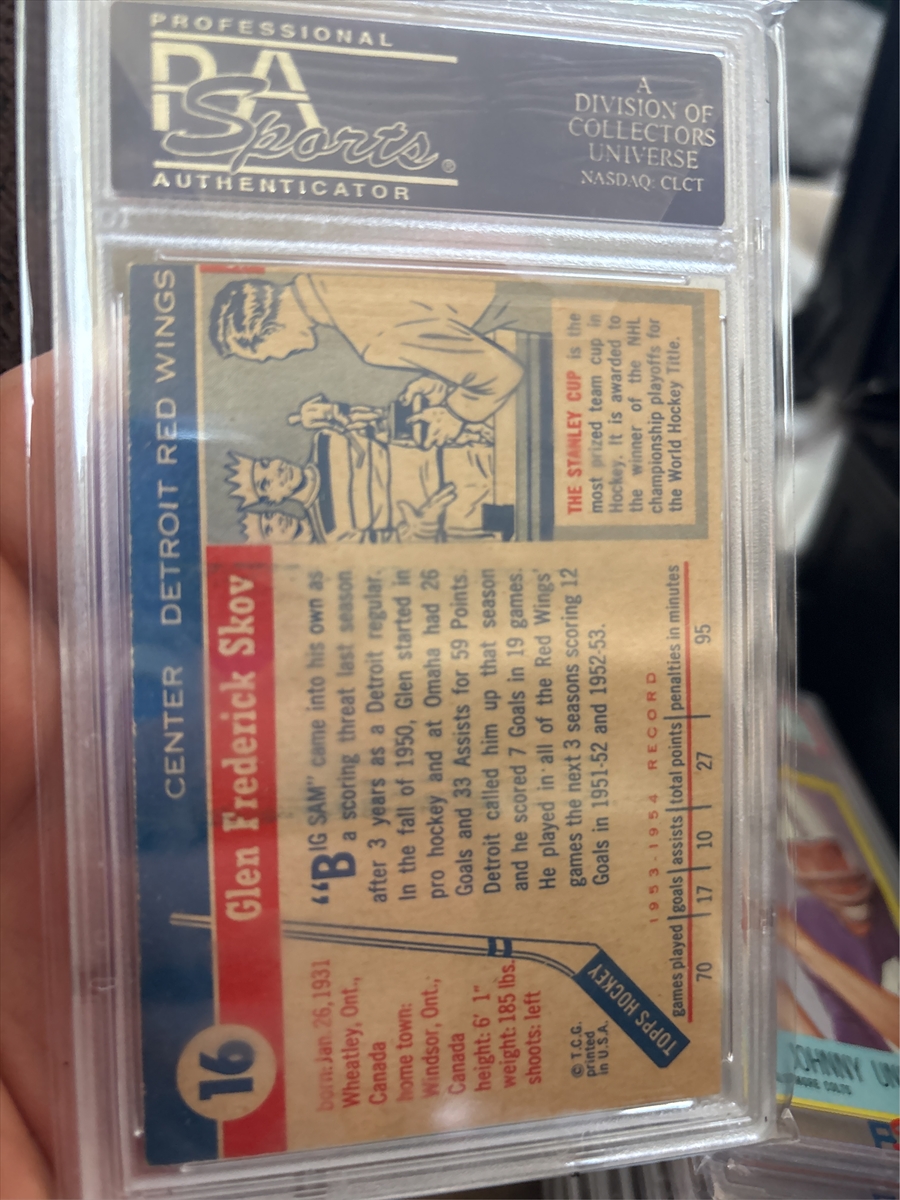 PROFESSIONAL
PSA
Sports®
AUTHENTICATOR
A
DIVISION OF
COLLECTORS
UNIVERSE
NASDAQ: CLCT
16
CENTER DETROIT RED WINGS
Glen Frederick Skov
born: Jan. 26, 1931
Wheatley, Ont.,
Canada
home town:
Windsor, Ont.,
Canada
height: 6' 1"
weight: 185 lbs.
shoots: left
© T.C.G.
printed
in U.S.A.
TOPPS HOCKEY
"BIG SAM" came into his own as
a scoring threat last season
after 3 years as a Detroit regular.
In the fall of 1950, Glen started in
pro hockey and at Omaha had 26
Goals and 33 Assists for 59 Points.
Detroit called him up that season
and he scored 7 Goals in 19 games.
He played in all of the Red Wings'
games the next 3 seasons scoring 12
Goals in 1951-52 and 1952-53.
1953-1954 RECORD
games played goals assists total points penalties in minutes
70 17 10 27 95
THE STANLEY CUP is the
most prized team cup in
Hockey. It is awarded to
the winner of the NHL
championship playoffs for
the World Hockey Title.
JOHNNY UN
MORE COLTS